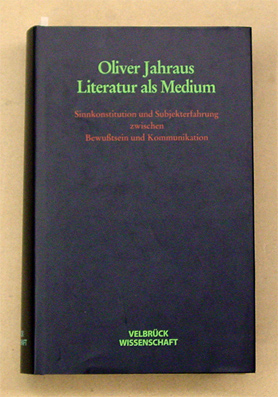 Oliver Jahraus
Literatur als Medium
Sinnkonstitution und Subjekterfahrung
zwischen
Bewußtsein und Kommunikation
VELBRÜCK
WISSENSCHAFT